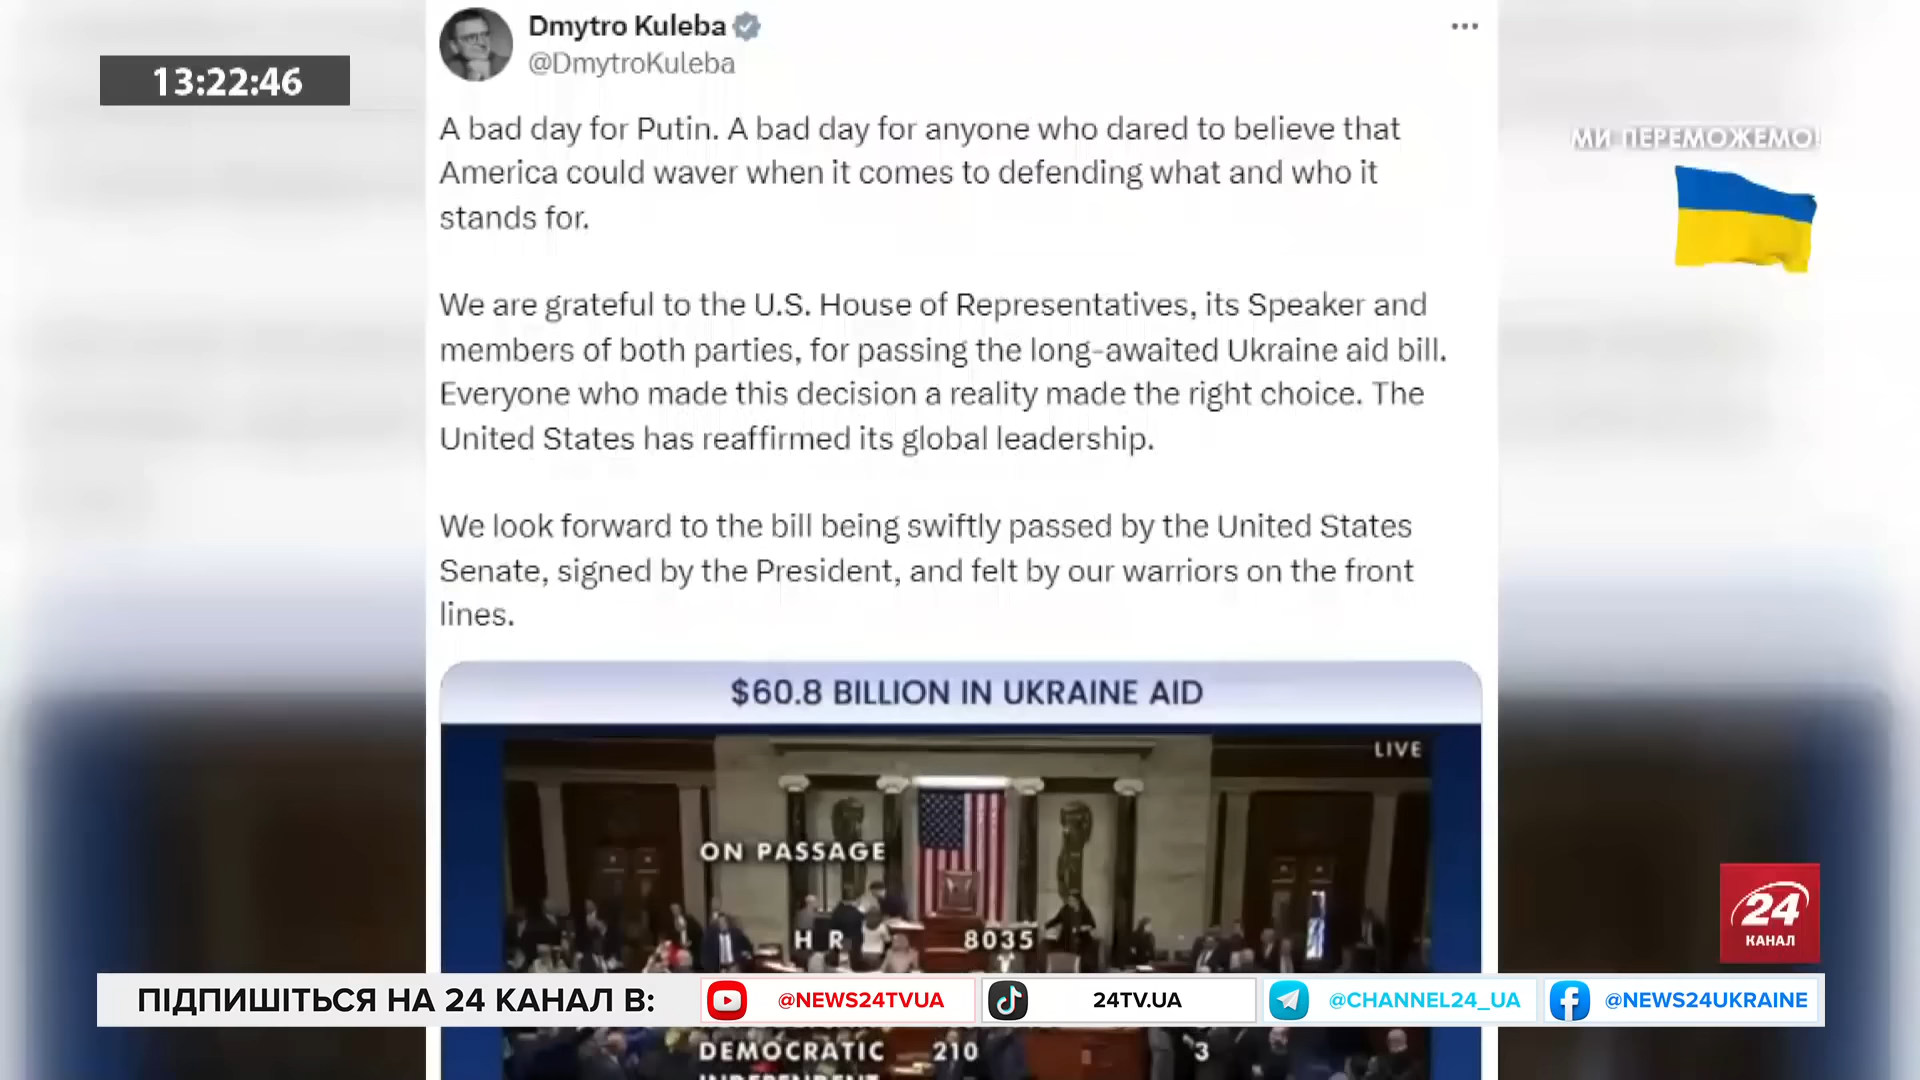 Dmytro Kuleba
@DmytroKuleba
13:22:46
A bad day for Putin. A bad day for anyone who dared to believe that
America could waver when it comes to defending what and who it
stands for.
МИ ПЕРЕМОЖЕМО!
We are grateful to the U.S. House of Representatives, its Speaker and
members of both parties, for passing the long-awaited Ukraine aid bill.
Everyone who made this decision a reality made the right choice. The
United States has reaffirmed its global leadership.
We look forward to the bill being swiftly passed by the United States
Senate, signed by the President, and felt by our warriors on the front
lines.
$60.8 BILLION IN UKRAINE AID
LIVE
ON PASSAGE
H R 8035
24
КАНАЛ
ПІДПИШІТЬСЯ НА 24 КАНАЛ В:
@NEWS24TVUA
24TV.UA
@CHANNEL24_UA
@NEWS24UKRAINE
DEMOCRATIC 210 3